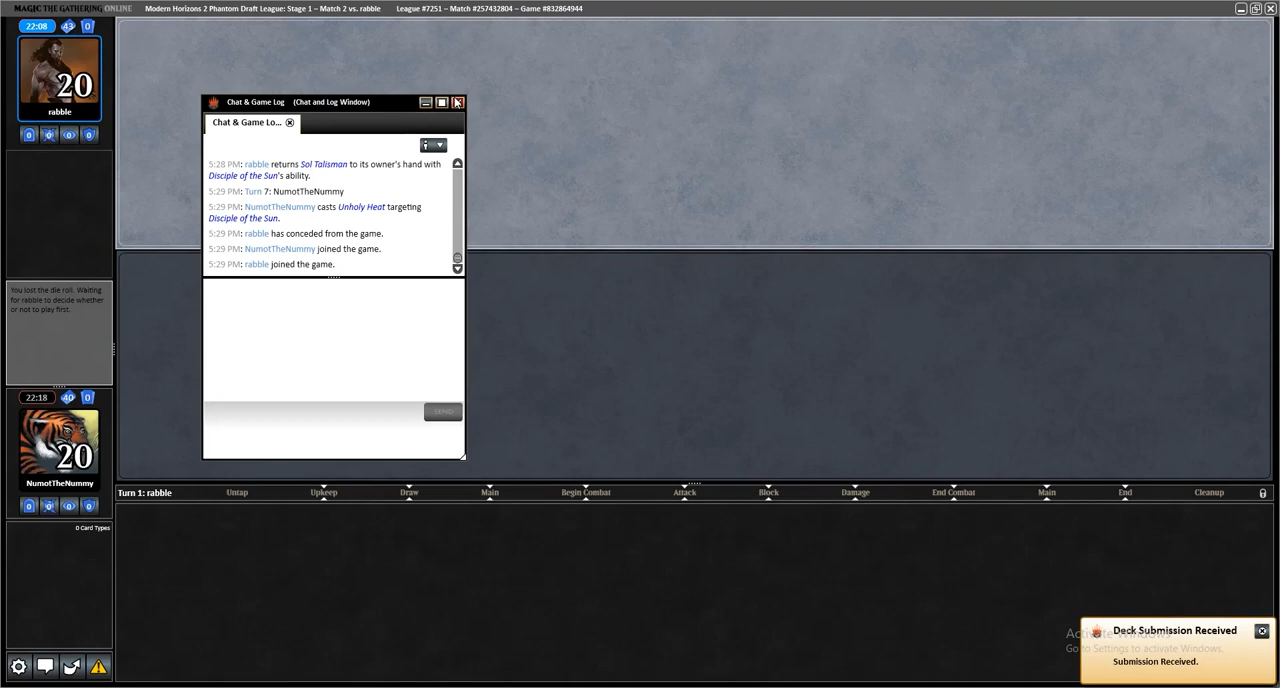 MAGIC THE GATHERING ONLINE
Modern Horizons 2 Phantom Draft League: Stage 1 – Match 2 vs. rabble
League #7251 – Match #257432804 – Game #832864944
22:08
43
0
20
rabble
0
0
0
0
Chat & Game Log (Chat and Log Window)
Chat & Game Lo...
5:28 PM: rabble returns Sol Talisman to its owner's hand with
Disciple of the Sun's ability.
5:29 PM: Turn 7: NumotTheNummy
5:29 PM: NumotTheNummy casts Unholy Heat targeting
Disciple of the Sun.
5:29 PM: rabble has conceded from the game.
5:29 PM: NumotTheNummy joined the game.
5:29 PM: rabble joined the game.
SEND
You lost the die roll. Waiting
for rabble to decide whether
or not to play first.
22:18
40
0
20
NumotTheNummy
0
0
0
0
0 Card Types
Turn 1: rabble
Untap
Upkeep
Draw
Main
Begin Combat
Attack
Block
Damage
End Combat
Main
End
Cleanup
Deck Submission Received
Submission Received.
Activate Windows
Go to Settings to activate Windows.